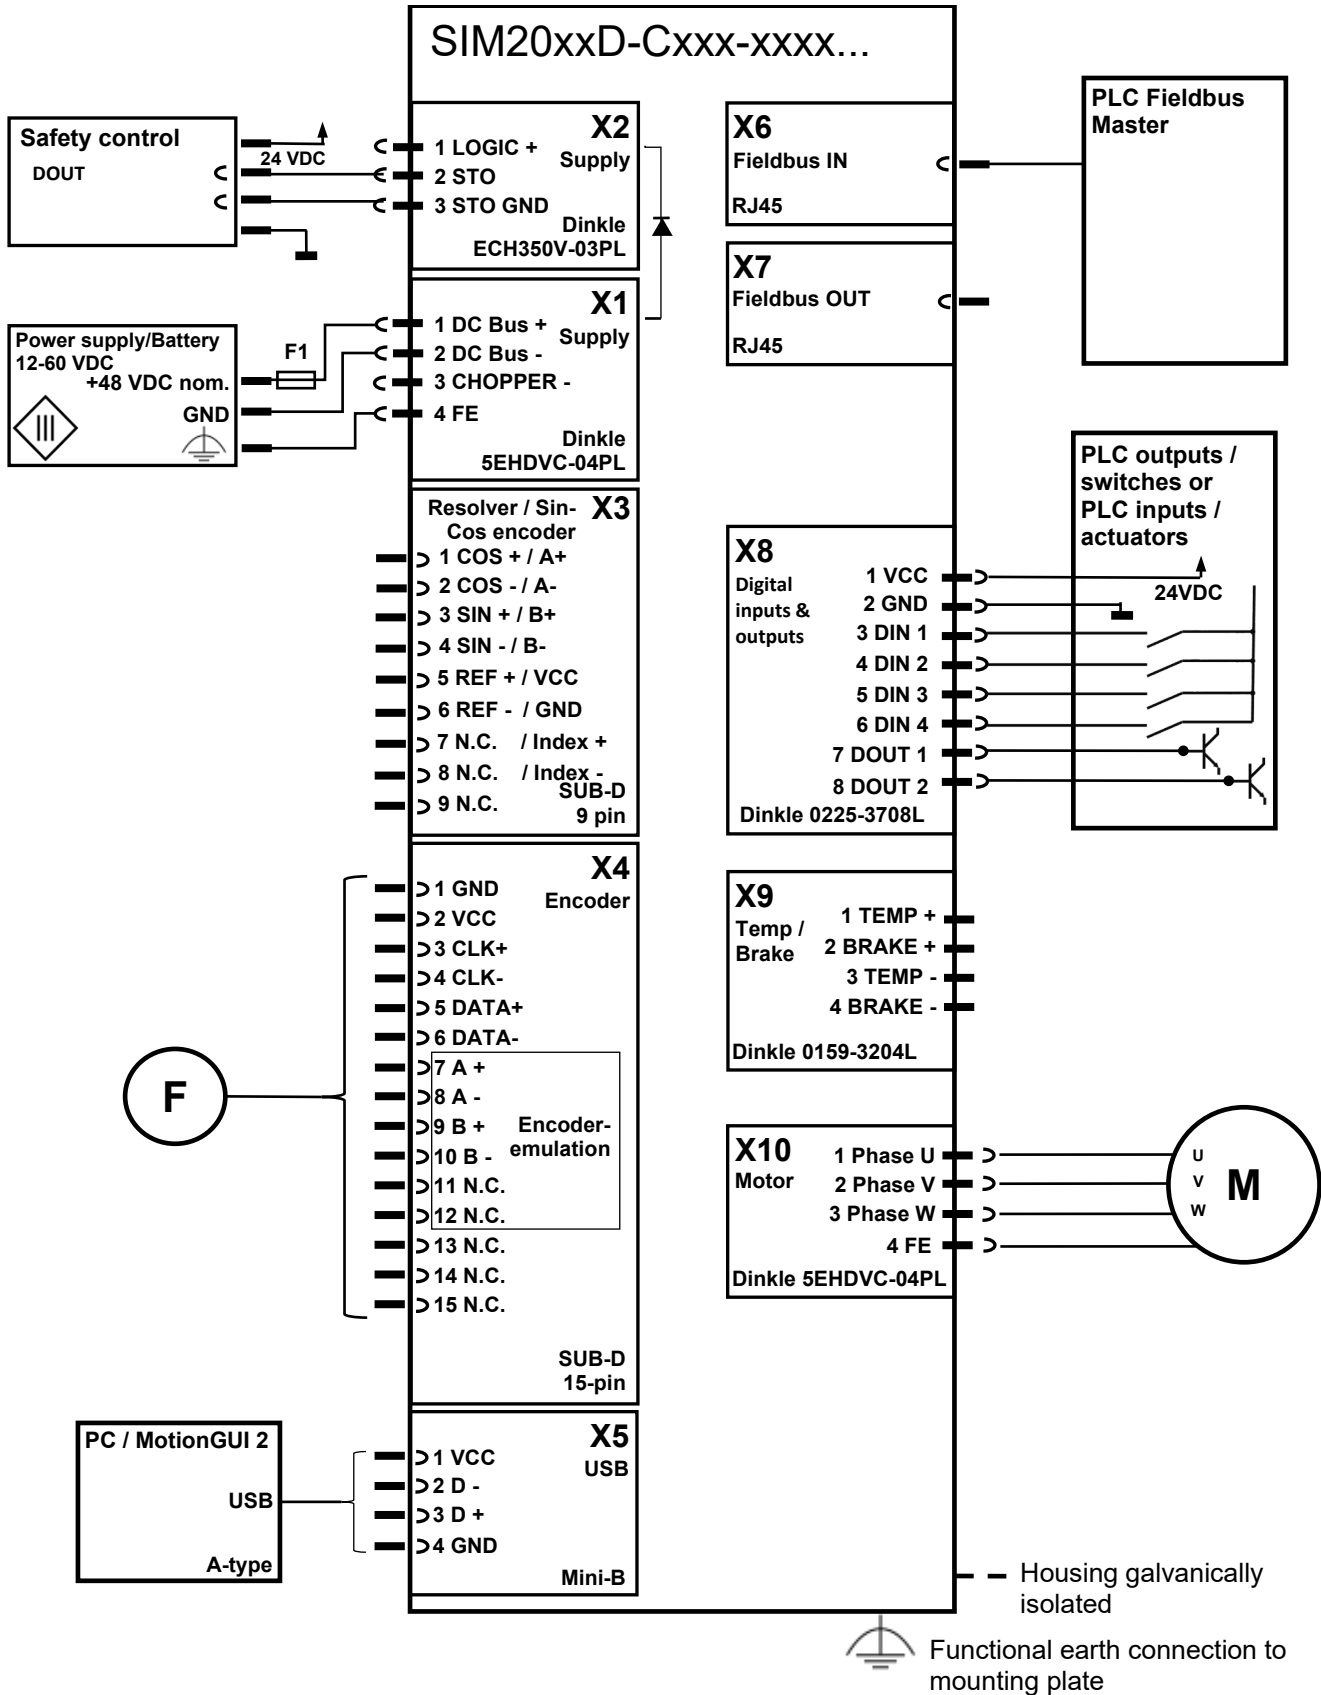 SIM20xxD-Cxxx-xxxx...
Safety control
DOUT
24 VDC
X2
Supply
1 LOGIC +
2 STO
3 STO GND
Dinkle
ECH350V-03PL
Power supply/Battery
12-60 VDC
+48 VDC nom.
GND
III
F1
X1
Supply
1 DC Bus +
2 DC Bus -
3 CHOPPER -
4 FE
Dinkle
5EHDVC-04PL
X3
Resolver / Sin-
Cos encoder
1 COS + / A+
2 COS - / A-
3 SIN + / B+
4 SIN - / B-
5 REF + / VCC
6 REF - / GND
7 N.C. / Index +
8 N.C. / Index -
9 N.C.
SUB-D
9 pin
F
X4
Encoder
1 GND
2 VCC
3 CLK+
4 CLK-
5 DATA+
6 DATA-
7 A +
8 A -
9 B +
10 B -
11 N.C.
12 N.C.
Encoder-
emulation
13 N.C.
14 N.C.
15 N.C.
SUB-D
15-pin
PC / MotionGUI 2
USB
A-type
X5
USB
1 VCC
2 D -
3 D +
4 GND
Mini-B
X6
Fieldbus IN
RJ45
PLC Fieldbus
Master
X7
Fieldbus OUT
RJ45
X8
Digital
inputs &
outputs
1 VCC
2 GND
3 DIN 1
4 DIN 2
5 DIN 3
6 DIN 4
7 DOUT 1
8 DOUT 2
Dinkle 0225-3708L
PLC outputs /
switches or
PLC inputs /
actuators
24VDC
X9
Temp /
Brake
1 TEMP +
2 BRAKE +
3 TEMP -
4 BRAKE -
Dinkle 0159-3204L
X10
Motor
1 Phase U
2 Phase V
3 Phase W
4 FE
Dinkle 5EHDVC-04PL
U
V
W
M
Housing galvanically
isolated
Functional earth connection to
mounting plate